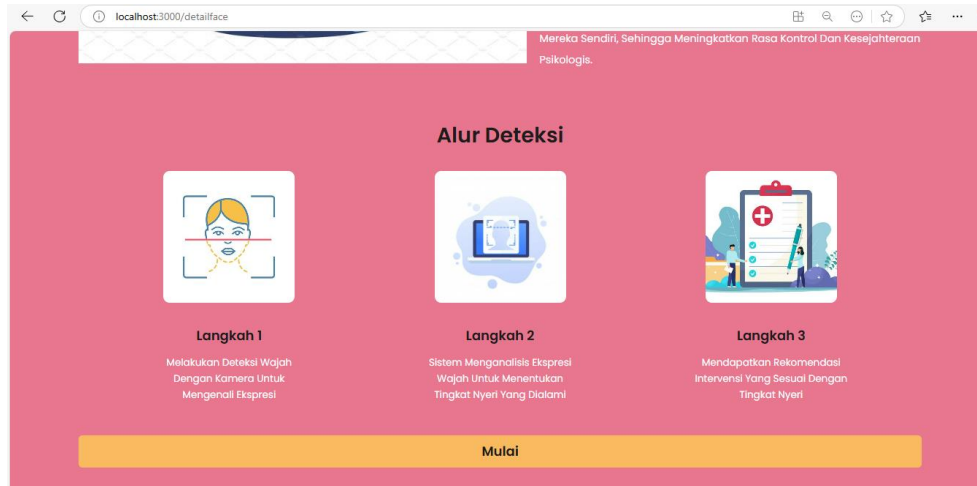 localhost:3000/detailface
Mereka Sendiri, Sehingga Meningkatkan Rasa Kontrol Dan Kesejahteraan
Psikologis.
Alur Deteksi
Langkah 1
Melakukan Deteksi Wajah
Dengan Kamera Untuk
Mengenali Ekspresi
Langkah 2
Sistem Menganalisis Ekspresi
Wajah Untuk Menentukan
Tingkat Nyeri Yang Dialami
Langkah 3
Mendapatkan Rekomendasi
Intervensi Yang Sesuai Dengan
Tingkat Nyeri
Mulai